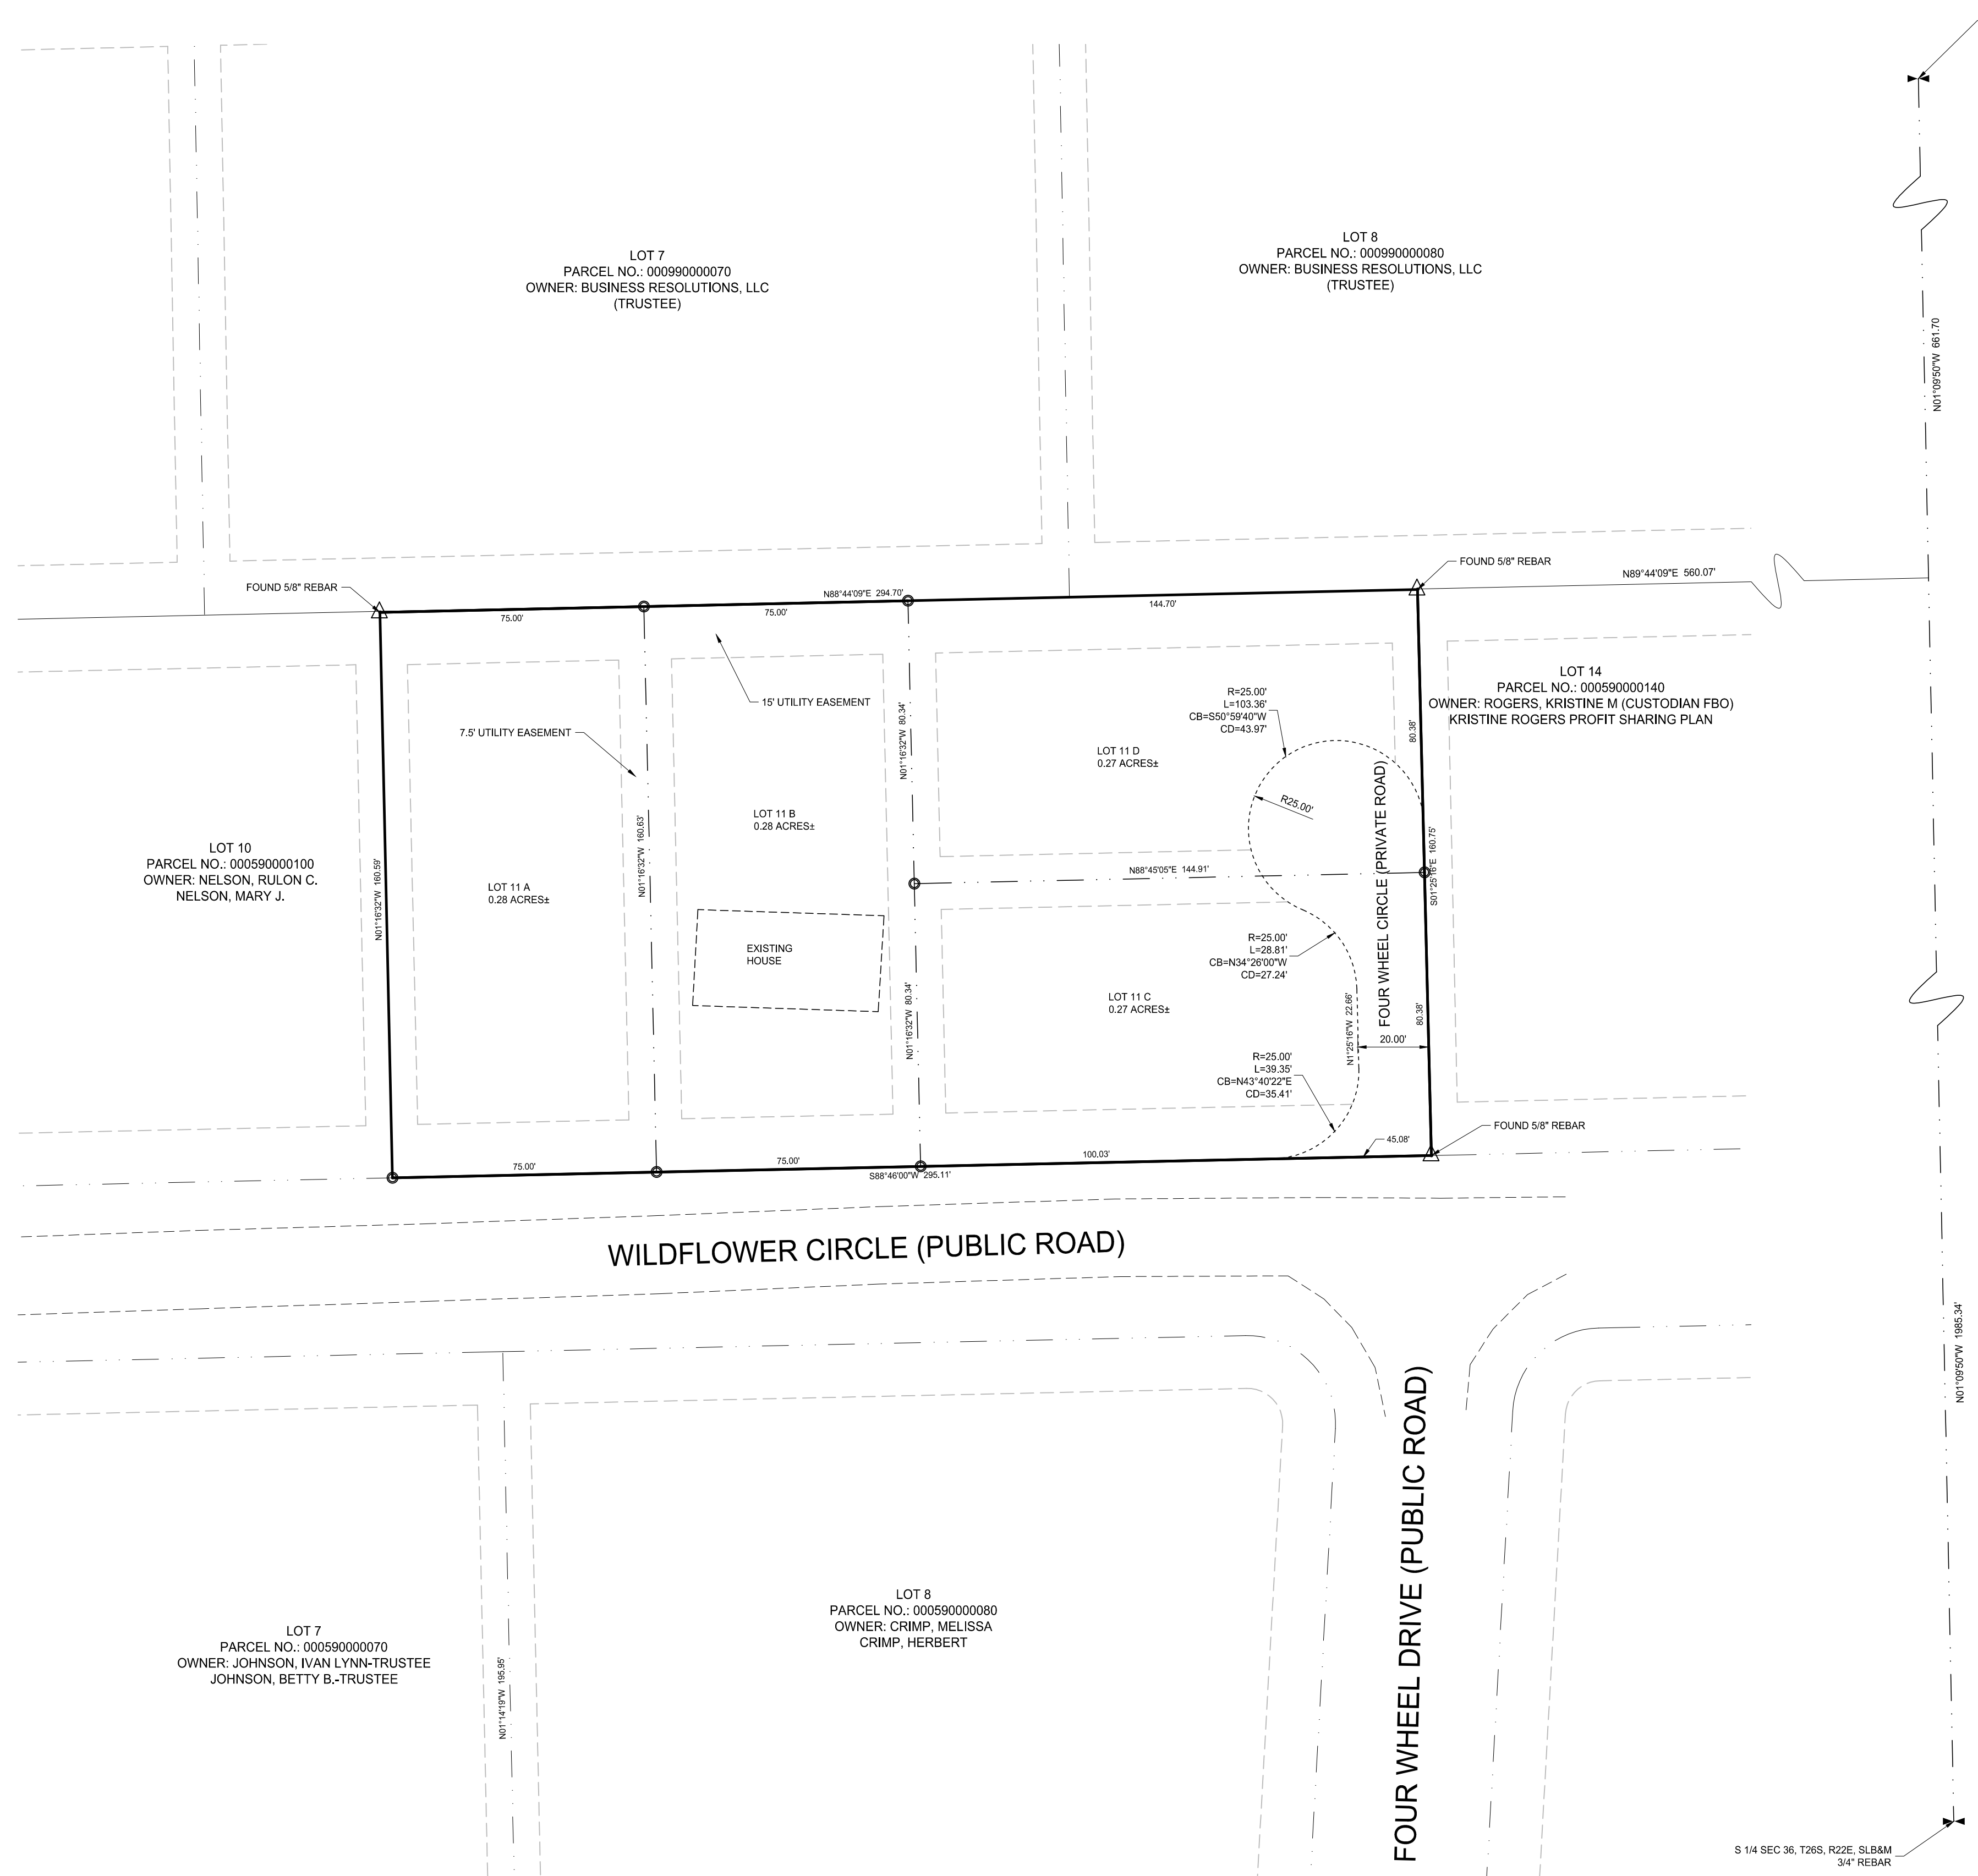 LOT 7
PARCEL NO.: 000990000070
OWNER: BUSINESS RESOLUTIONS, LLC
(TRUSTEE)
LOT 8
PARCEL NO.: 000990000080
OWNER: BUSINESS RESOLUTIONS, LLC
(TRUSTEE)
N01°09'50"W 661.70
FOUND 5/8" REBAR
N88°44'09"E 294.70'
75.00'
75.00'
144.70'
FOUND 5/8" REBAR
N89°44'09"E 560.07'
LOT 14
PARCEL NO.: 000590000140
OWNER: ROGERS, KRISTINE M (CUSTODIAN FBO)
KRISTINE ROGERS PROFIT SHARING PLAN
15' UTILITY EASEMENT
7.5' UTILITY EASEMENT
R=25.00'
L=103.36'
CB=S50°59'40"W
CD=43.97'
N01°16'32"W 80.34'
80.38'
LOT 11 D
0.27 ACRES±
R25.00'
LOT 11 B
0.28 ACRES±
LOT 10
PARCEL NO.: 000590000100
OWNER: NELSON, RULON C.
NELSON, MARY J.
N01°16'32"W 160.59'
LOT 11 A
0.28 ACRES±
N01°16'32"W 160.63'
N88°45'05"E 144.91'
FOUR WHEEL CIRCLE (PRIVATE ROAD)
S01°25'16"E 160.75'
EXISTING
HOUSE
R=25.00'
L=28.81'
CB=N34°26'00"W
CD=27.24'
LOT 11 C
0.27 ACRES±
N01°16'32"W 80.34'
N1°25'16"W 22.66'
80.38'
20.00'
R=25.00'
L=39.35'
CB=N43°40'22"E
CD=35.41'
FOUND 5/8" REBAR
45.08'
75.00'
75.00'
100.03'
S88°46'00"W 295.11'
WILDFLOWER CIRCLE (PUBLIC ROAD)
N01°09'50"W 1985.34'
FOUR WHEEL DRIVE (PUBLIC ROAD)
LOT 8
PARCEL NO.: 000590000080
OWNER: CRIMP, MELISSA
CRIMP, HERBERT
LOT 7
PARCEL NO.: 000590000070
OWNER: JOHNSON, IVAN LYNN-TRUSTEE
JOHNSON, BETTY B.-TRUSTEE
N01°14'19"W 195.95'
S 1/4 SEC 36, T26S, R22E, SLB&M
3/4" REBAR